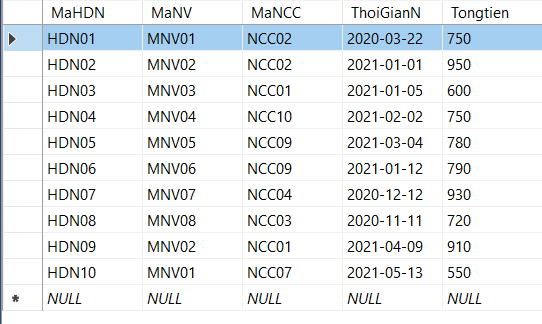 MaHDN MaNV MaNCC ThoiGianN Tongtien
HDN01 MNV01 NCC02 2020-03-22 750
HDN02 MNV02 NCC02 2021-01-01 950
HDN03 MNV03 NCC01 2021-01-05 600
HDN04 MNV04 NCC10 2021-02-02 750
HDN05 MNV05 NCC09 2021-03-04 780
HDN06 MNV06 NCC09 2021-01-12 790
HDN07 MNV07 NCC04 2020-12-12 930
HDN08 MNV08 NCC03 2020-11-11 720
HDN09 MNV02 NCC01 2021-04-09 910
HDN10 MNV01 NCC07 2021-05-13 550
* NULL NULL NULL NULL NULL